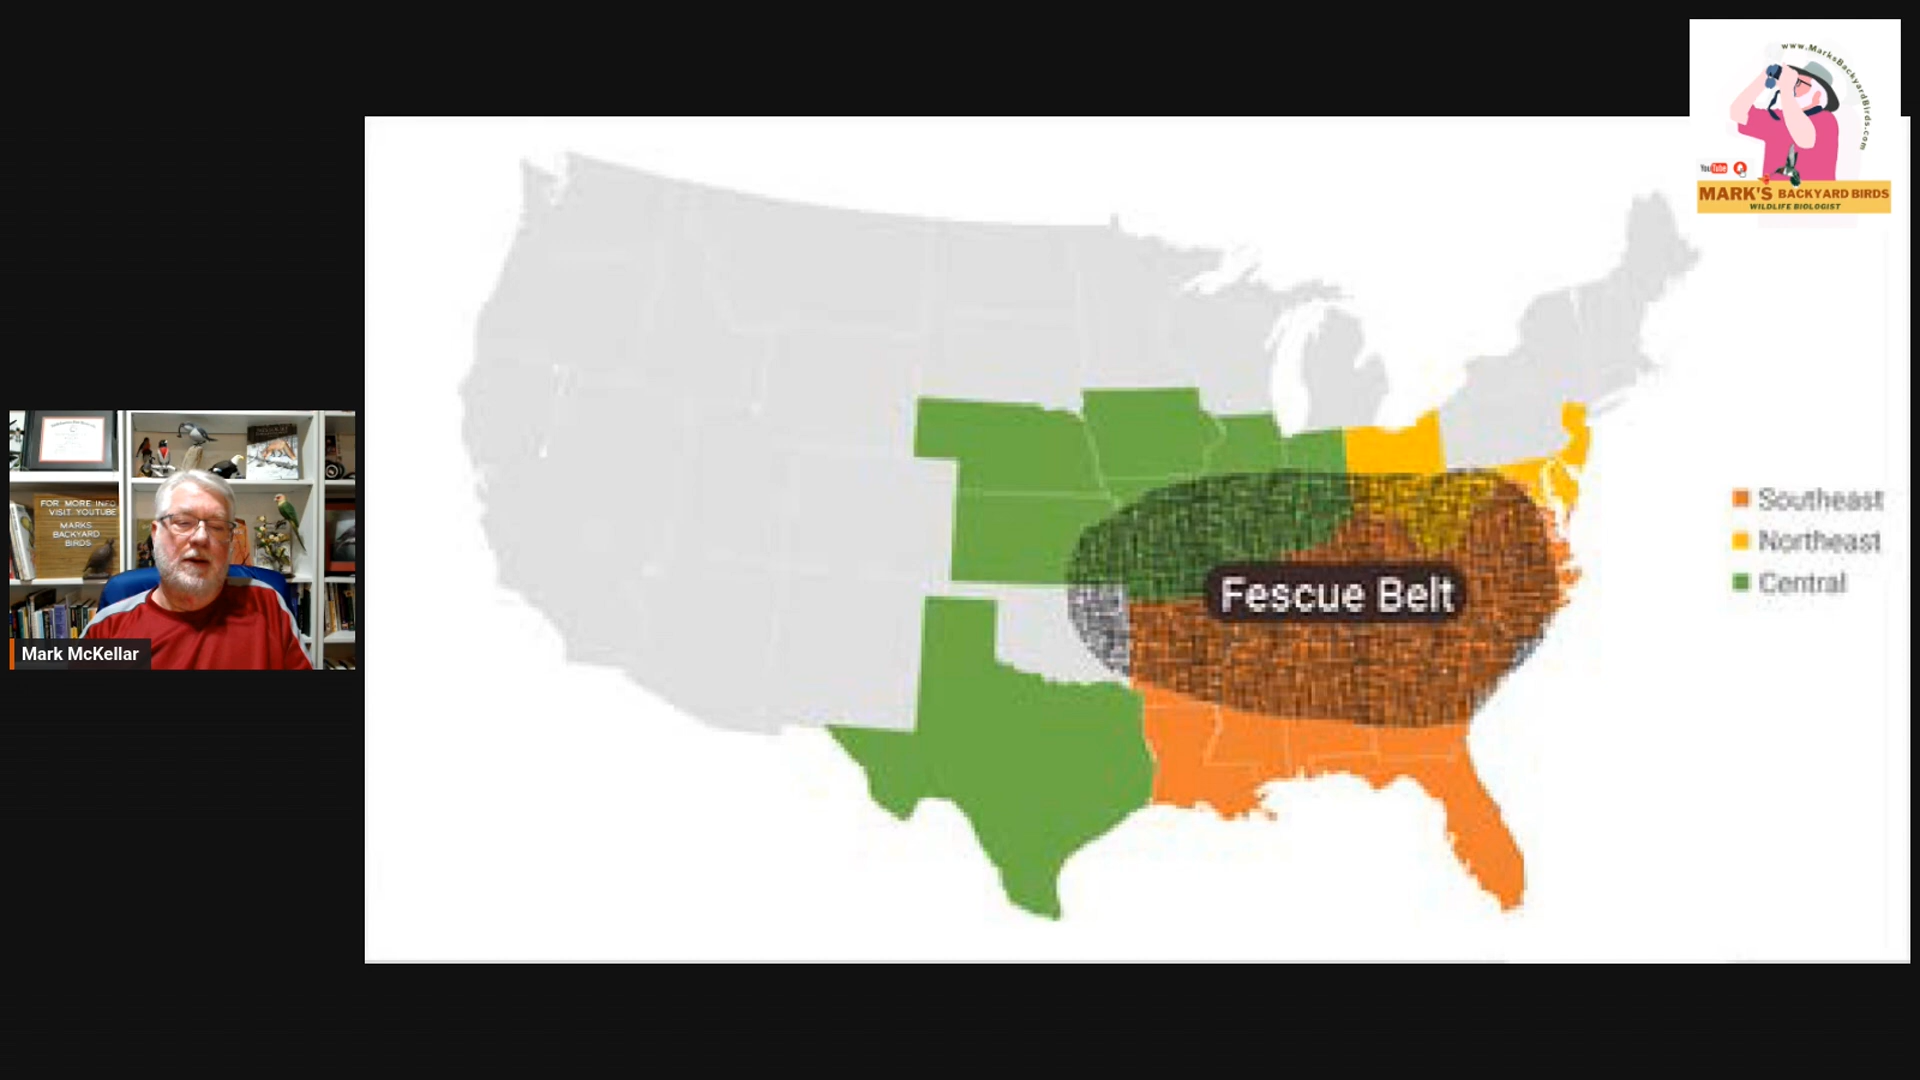 www.MarksBackyardBirds.com
YouTube
MARK'S BACKYARD BIRDS
WILDLIFE BIOLOGIST
FOR MORE INFO
VISIT YOUTUBE
MARKS
BACKYARD
BIRDS
Mark McKellar
Fescue Belt
Southeast
Northeast
Central